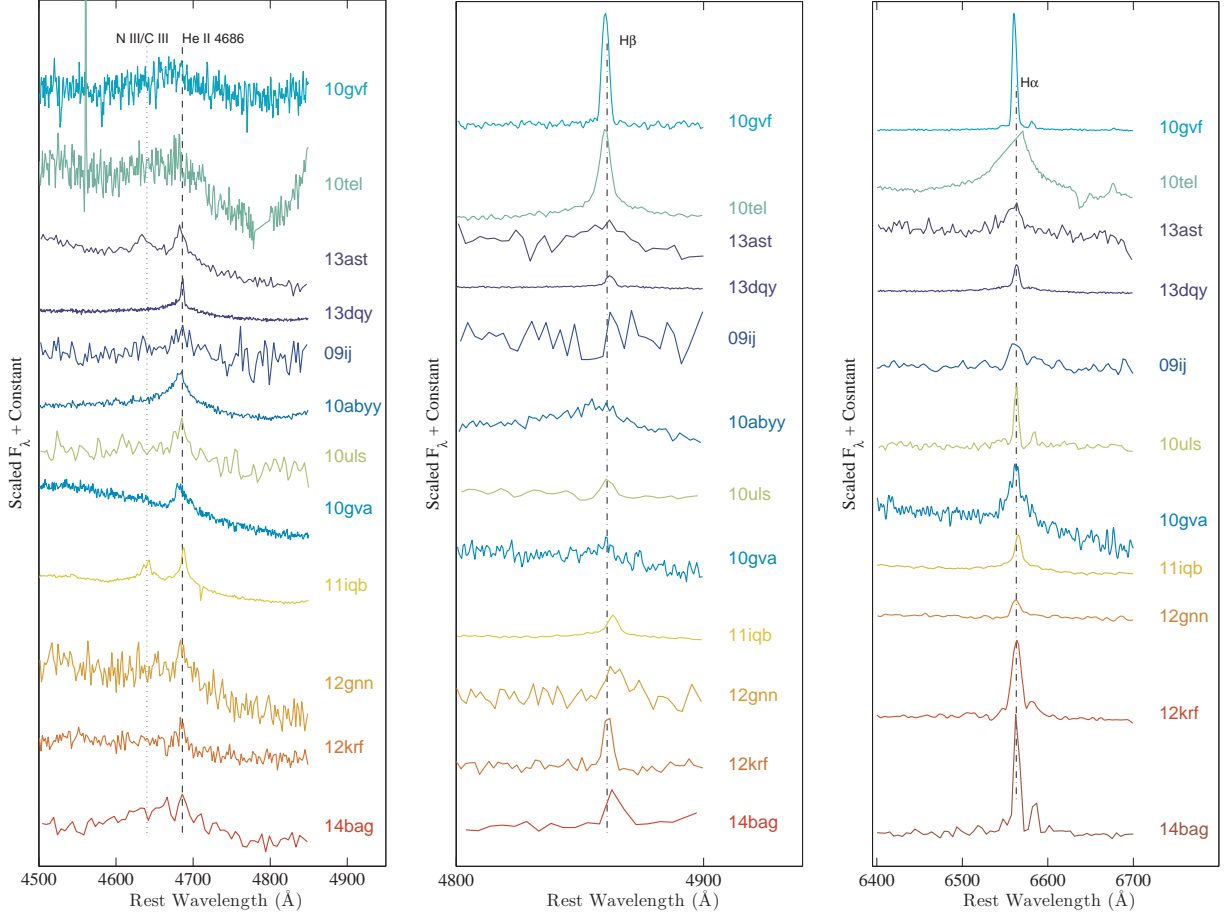 N III/C III He II 4686
10gvf
10tel
13ast
13dqy
09ij
10abyy
10uls
10gva
11iqb
12gnn
12krf
14bag
Scaled F_λ + Constant
4500 4600 4700 4800 4900
Rest Wavelength (Å)
Hβ
10gvf
10tel
13ast
13dqy
09ij
10abyy
10uls
10gva
11iqb
12gnn
12krf
14bag
4800 4900
Rest Wavelength (Å)
Hα
10gvf
10tel
13ast
13dqy
09ij
10uls
10gva
11iqb
12gnn
12krf
14bag
Scaled F_λ + Cosntant
6400 6500 6600 6700
Rest Wavelength (Å)